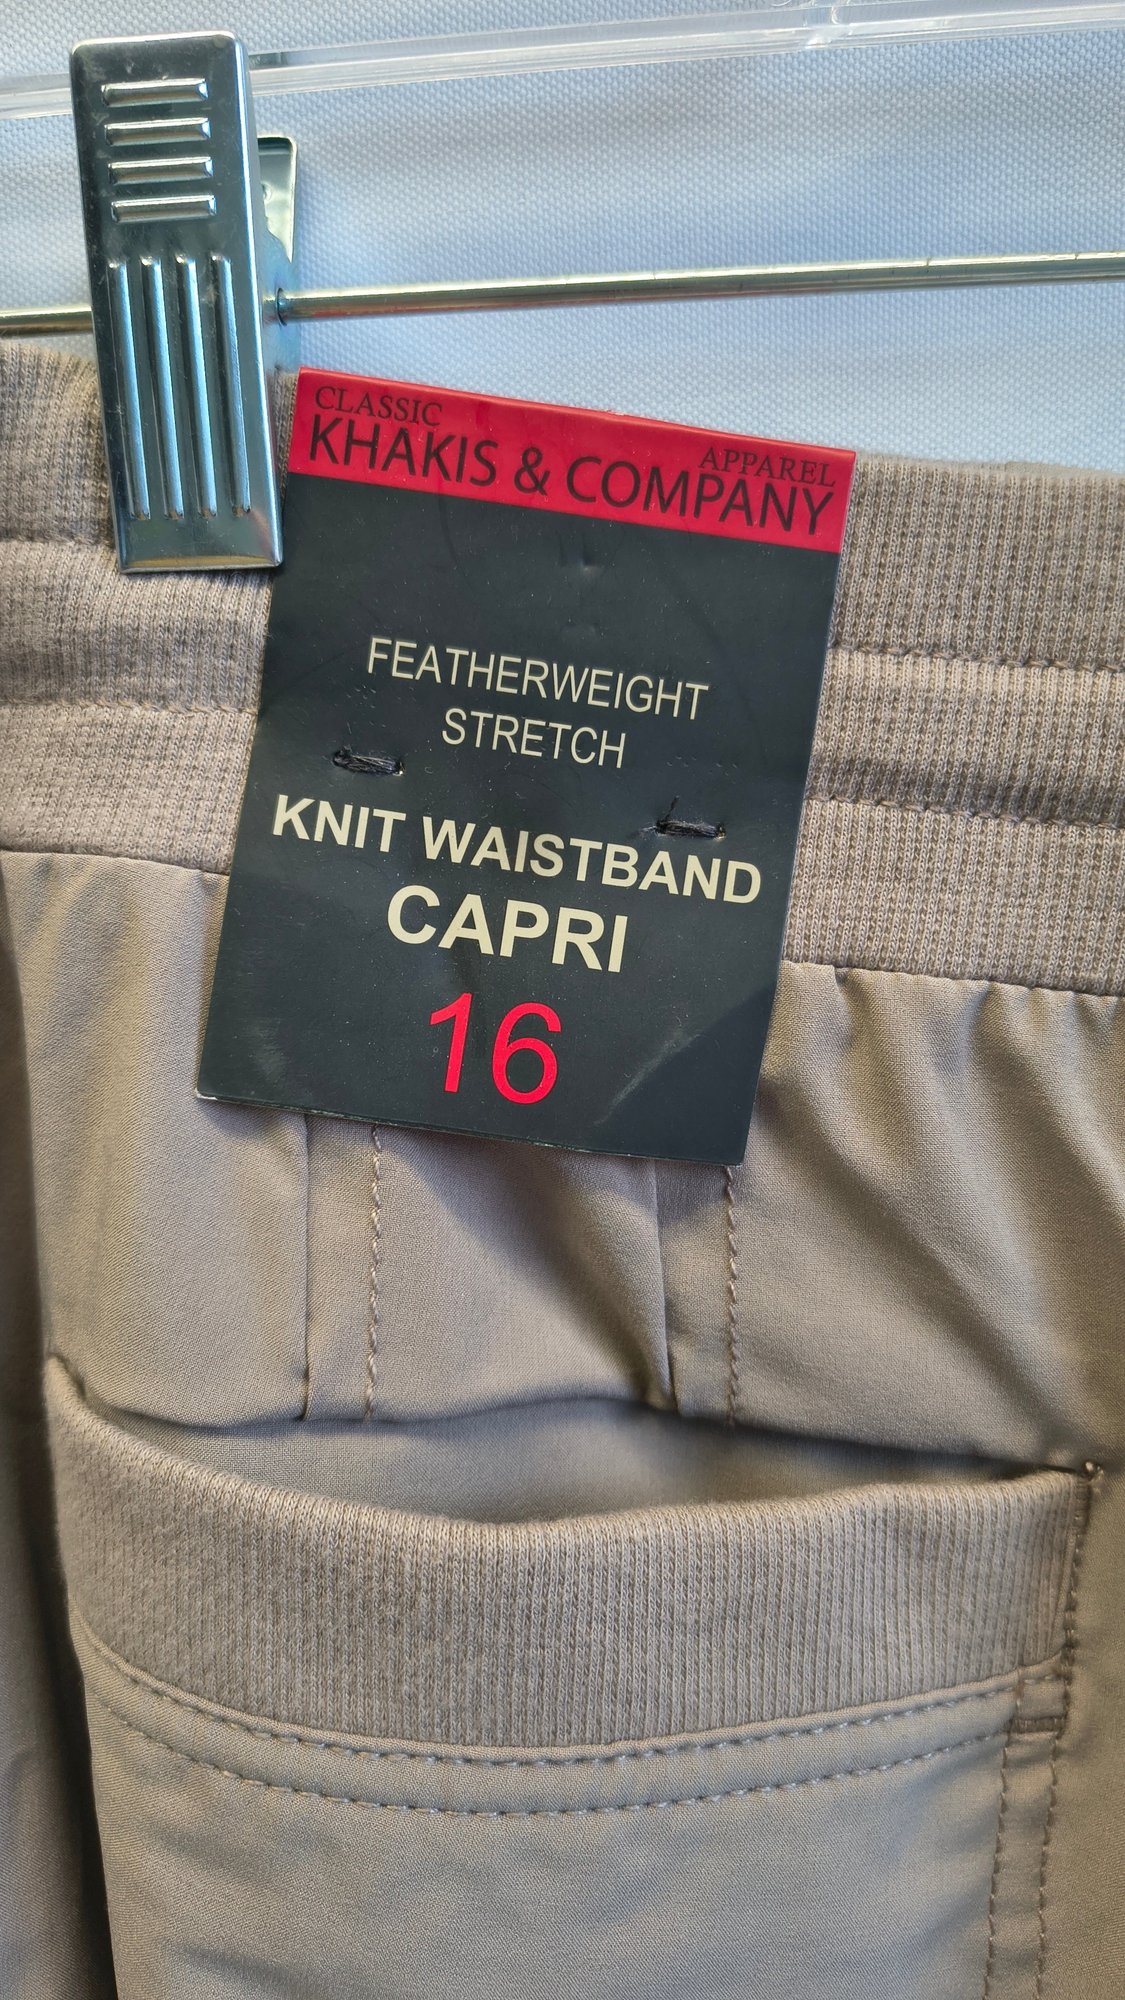 CLASSIC
KHAKIS & COMPANY
APPAREL
FEATHERWEIGHT
STRETCH
KNIT WAISTBAND
CAPRI
16